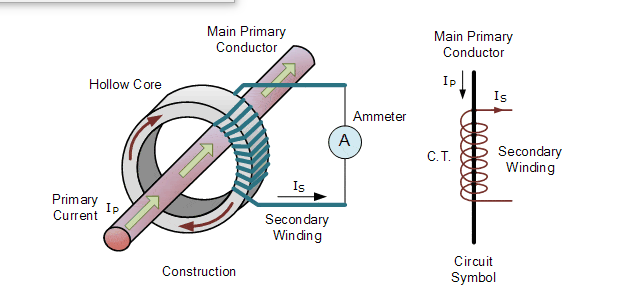 Main Primary
Conductor
Hollow Core
Ammeter
A
Is
Primary
Current Ip
Secondary
Winding
Construction
Main Primary
Conductor
Ip
Is
C.T.
Secondary
Winding
Circuit
Symbol